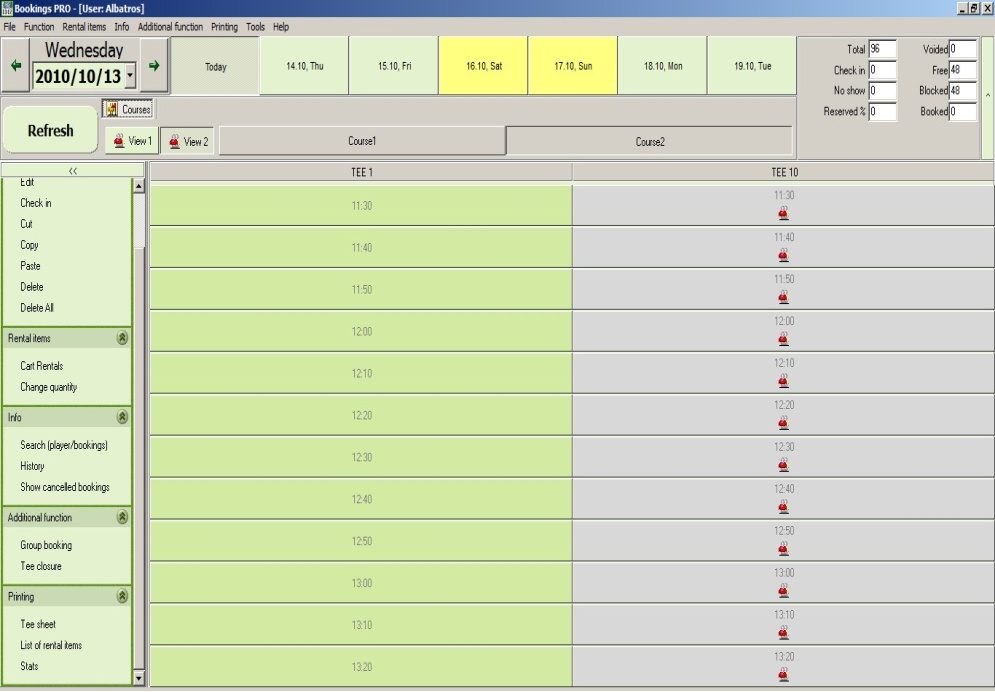 Bookings PRO - [User: Albatros]
File Function Rental items Info Additional function Printing Tools Help
Wednesday
2010/10/13
Today
14.10, Thu
15.10, Fri
16.10, Sat
17.10, Sun
18.10, Mon
19.10, Tue
Total 96 Voided 0
Check in 0 Free 48
No show 0 Blocked 48
Reserved % 0 Booked 0
Refresh
Courses
View 1 View 2
Course1 Course2
<<
Edit
Check in
Cut
Copy
Paste
Delete
Delete All
Rental items
Cart Rentals
Change quantity
Info
Search (player/bookings)
History
Show cancelled bookings
Additional function
Group booking
Tee closure
Printing
Tee sheet
List of rental items
Stats
TEE 1 TEE 10
11:30 11:30
11:40 11:40
11:50 11:50
12:00 12:00
12:10 12:10
12:20 12:20
12:30 12:30
12:40 12:40
12:50 12:50
13:00 13:00
13:10 13:10
13:20 13:20